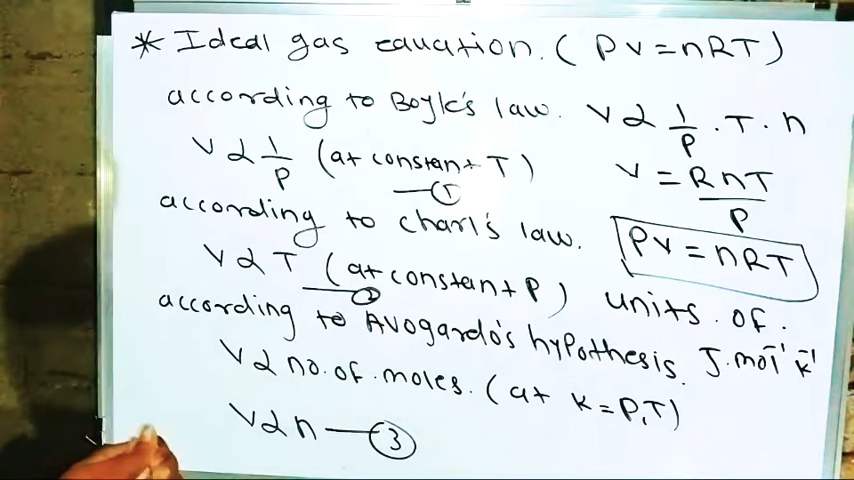 * Ideal gas equation. ( PV = nRT )
according to Boyle's law.
V ∝ 1/P (at constant T)
— ①
according to charl's law.
V ∝ T (at constant P)
— ②
according to Avogardo's hypothesis.
V ∝ no. of. moles. (at K = P, T)
V ∝ n — ③
V ∝ 1/P . T . n
V = RnT/P
PV = nRT
units. of.
J. mol⁻¹ K⁻¹